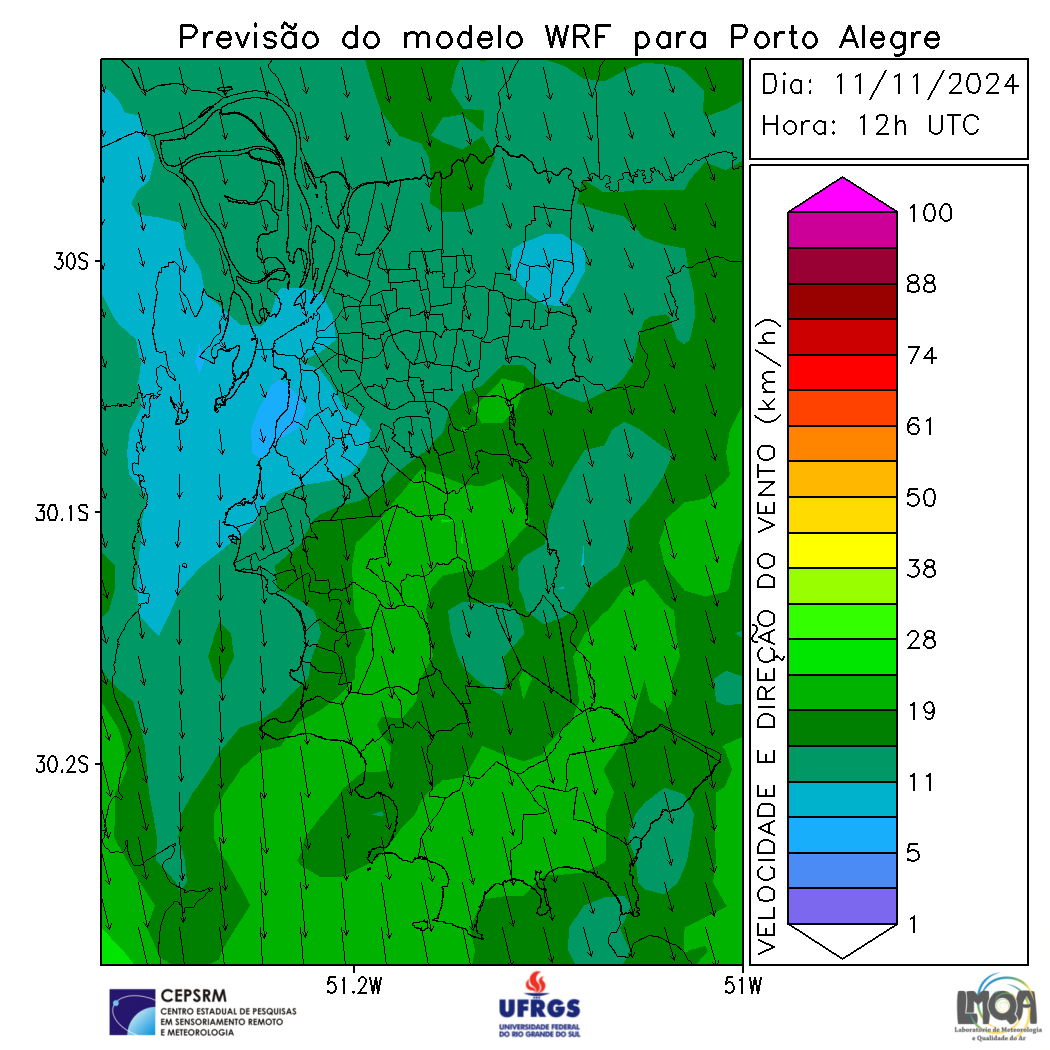 Previsão do modelo WRF para Porto Alegre
Dia: 11/11/2024
Hora: 12h UTC
30S
30.1S
30.2S
51.2W
51W
VELOCIDADE E DIREÇÃO DO VENTO (km/h)
100
88
74
61
50
38
28
19
11
5
1
CEPSRM
CENTRO ESTADUAL DE PESQUISAS
EM SENSORIAMENTO REMOTO
E METEOROLOGIA
UFRGS
UNIVERSIDADE FEDERAL
DO RIO GRANDE DO SUL
LMQA
Laboratório de Meteorologia
e Qualidade do Ar